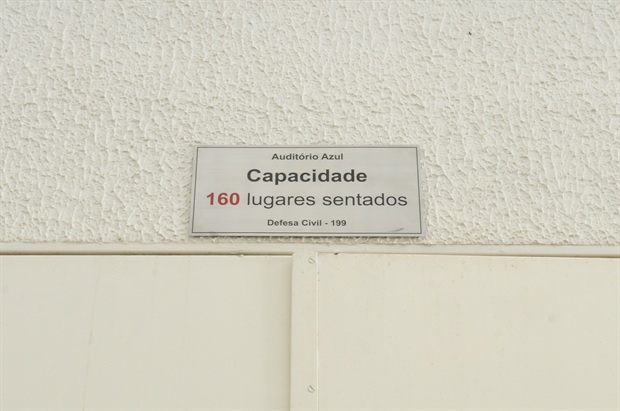 Auditório Azul
Capacidade
160 lugares sentados
Defesa Civil - 199